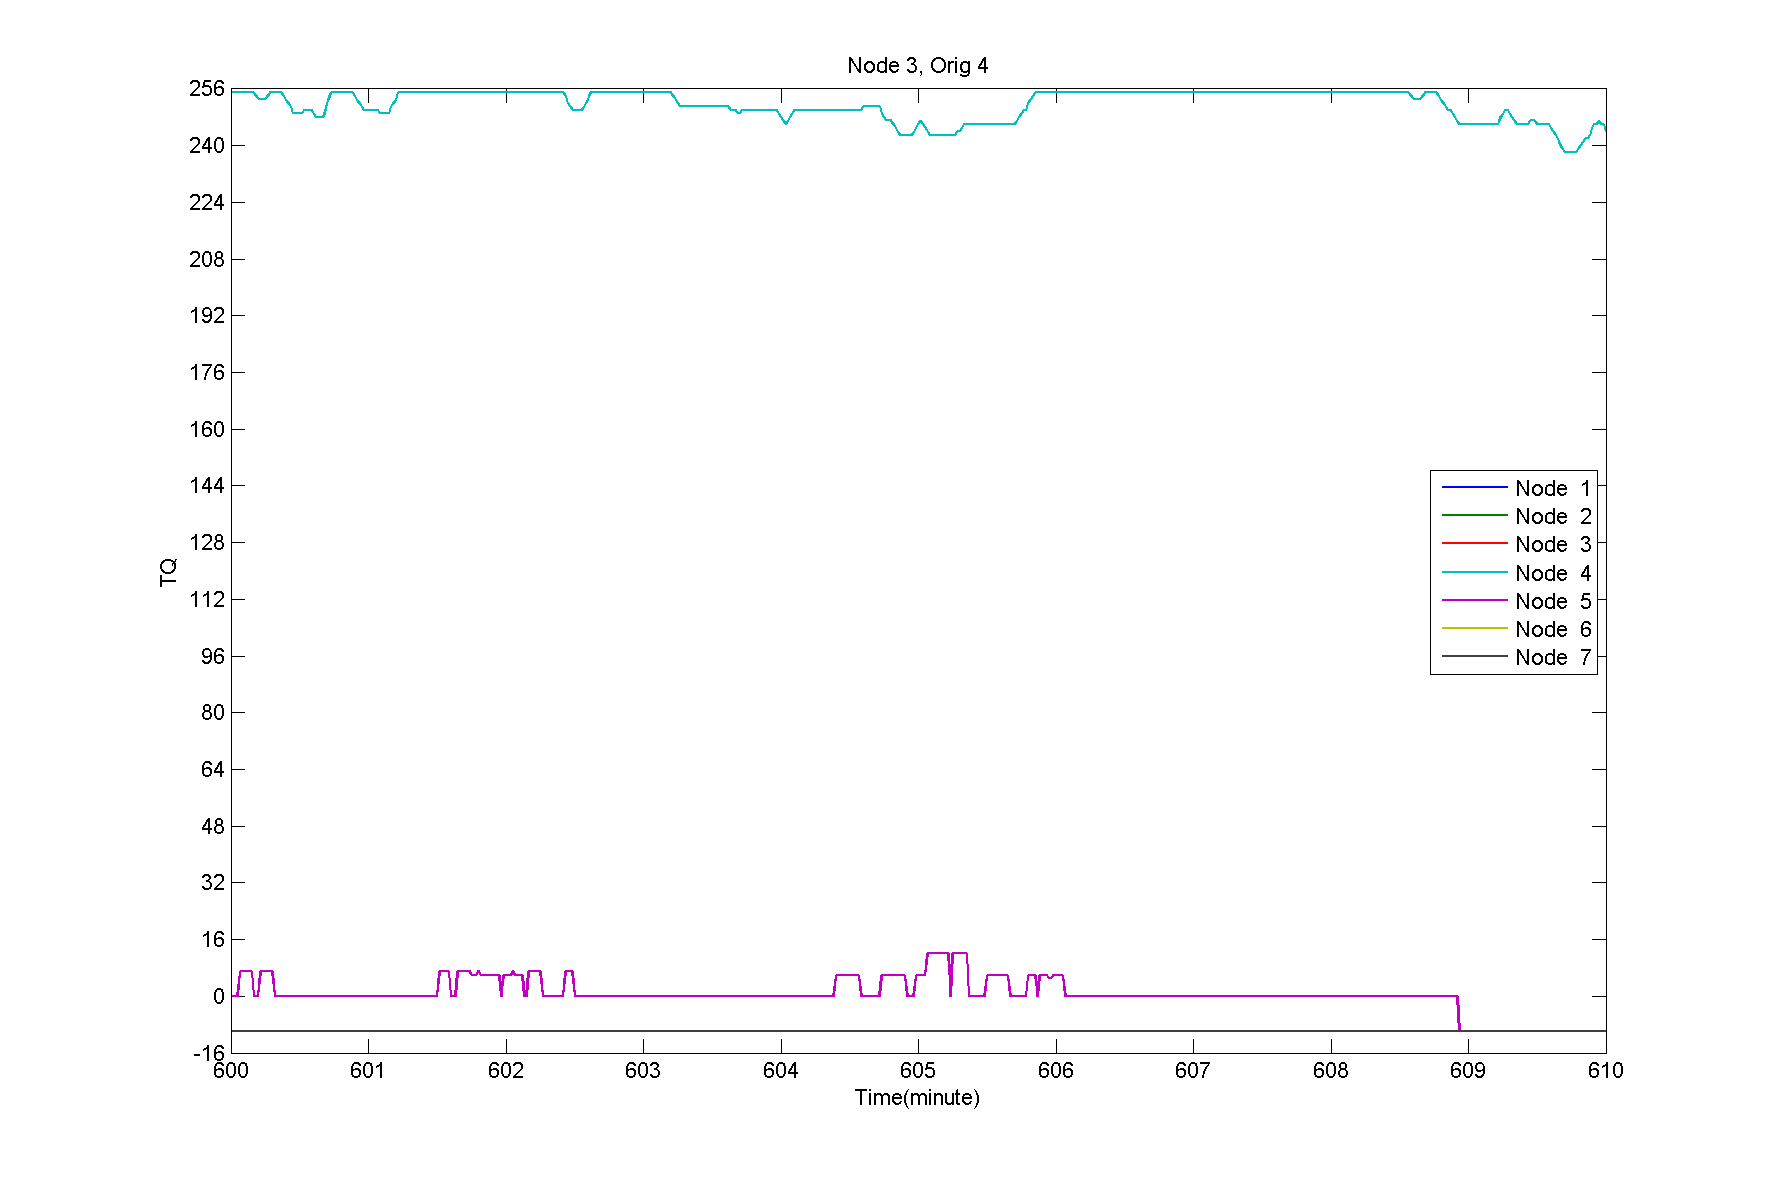 Node 3, Orig 4
256
240
224
208
192
176
160
144
128
112
96
80
64
48
32
16
0
-16
TQ
Node 1
Node 2
Node 3
Node 4
Node 5
Node 6
Node 7
600 601 602 603 604 605 606 607 608 609 610
Time(minute)